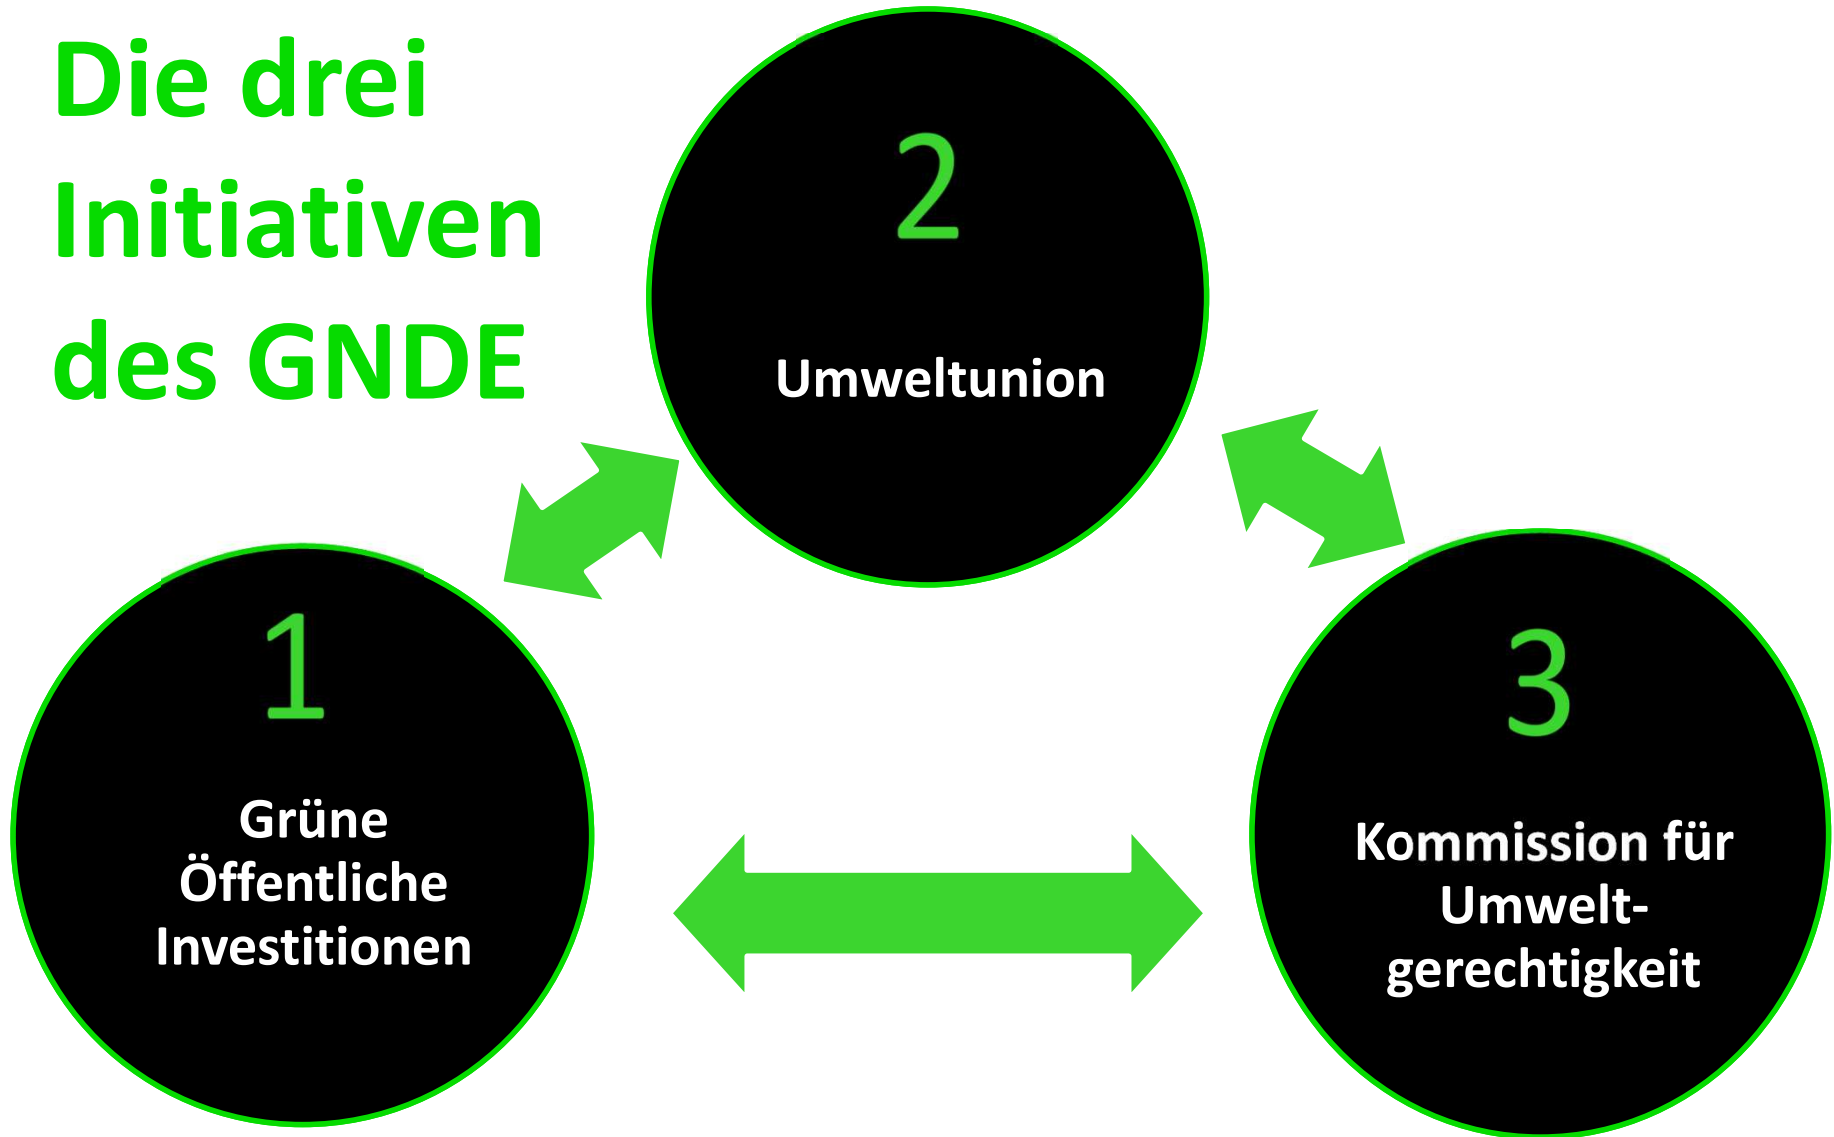 Die drei
Initiativen
des GNDE
2
Umweltunion
1
Grüne
Öffentliche
Investitionen
3
Kommission für
Umwelt-
gerechtigkeit